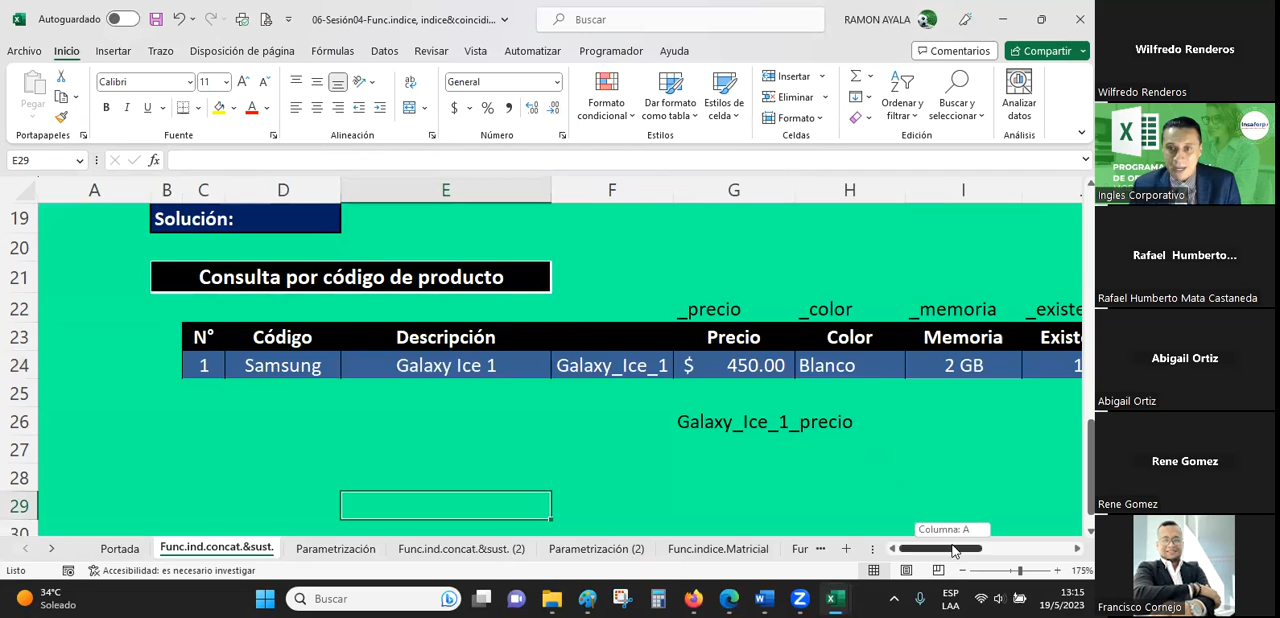 Autoguardado
06-Sesión04-Func.indice, indice&coincidi...
Buscar
RAMON AYALA
Archivo Inicio Insertar Trazo Disposición de página Fórmulas Datos Revisar Vista Automatizar Programador Ayuda
Comentarios
Compartir
Pegar
Calibri 11
N K S
General
$ % 9
Formato condicional
Dar formato como tabla
Estilos de celda
Insertar
Eliminar
Formato
Ordenar y filtrar
Buscar y seleccionar
Analizar datos
Portapapeles Fuente Alineación Número Estilos Celdas Edición Análisis
E29 fx
A B C D E F G H I
19 Solución:
20
21 Consulta por código de producto
22 _precio _color _memoria _existe
23 N° Código Descripción Precio Color Memoria Exist
24 1 Samsung Galaxy Ice 1 Galaxy_Ice_1 $ 450.00 Blanco 2 GB 1
25
26 Galaxy_Ice_1_precio
27
28
29
30
Columna: A
Portada Func.ind.concat.&sust. Parametrización Func.ind.concat.&sust. (2) Parametrización (2) Func.indice.Matricial Fur ...
Listo Accesibilidad: es necesario investigar 175%
34°C
Soleado
Buscar
ESP
LAA
13:15
19/5/2023
Wilfredo Renderos
Wilfredo Renderos
PROGRAMA
DE OF
Ingles Corporativo
Rafael Humberto...
Rafael Humberto Mata Castaneda
Abigail Ortiz
Abigail Ortiz
Rene Gomez
Rene Gomez
Francisco Cornejo